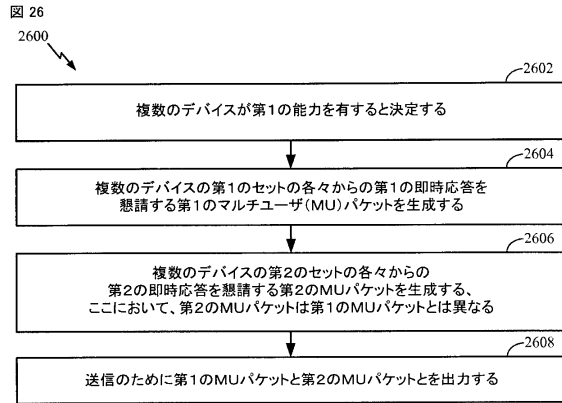 図 26
2600
2602
複数のデバイスが第1の能力を有すると決定する
2604
複数のデバイスの第1のセットの各々からの第1の即時応答を
懇請する第1のマルチユーザ(MU)パケットを生成する
2606
複数のデバイスの第2のセットの各々からの
第2の即時応答を懇請する第2のMUパケットを生成する、
ここにおいて、第2のMUパケットは第1のMUパケットとは異なる
2608
送信のために第1のMUパケットと第2のMUパケットとを出力する